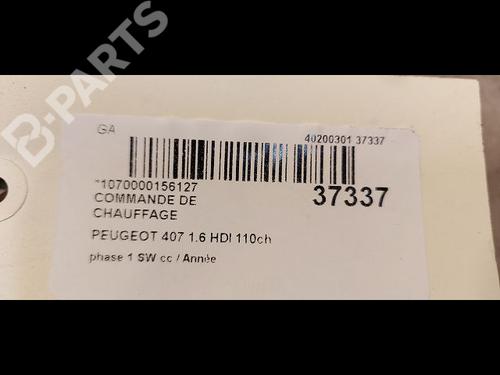 B-PARTS
GA
40200301 37337
*1070000156127
37337
COMMANDE DE
CHAUFFAGE
PEUGEOT 407 1.6 HDI 110ch
phase 1 SW cc / Année